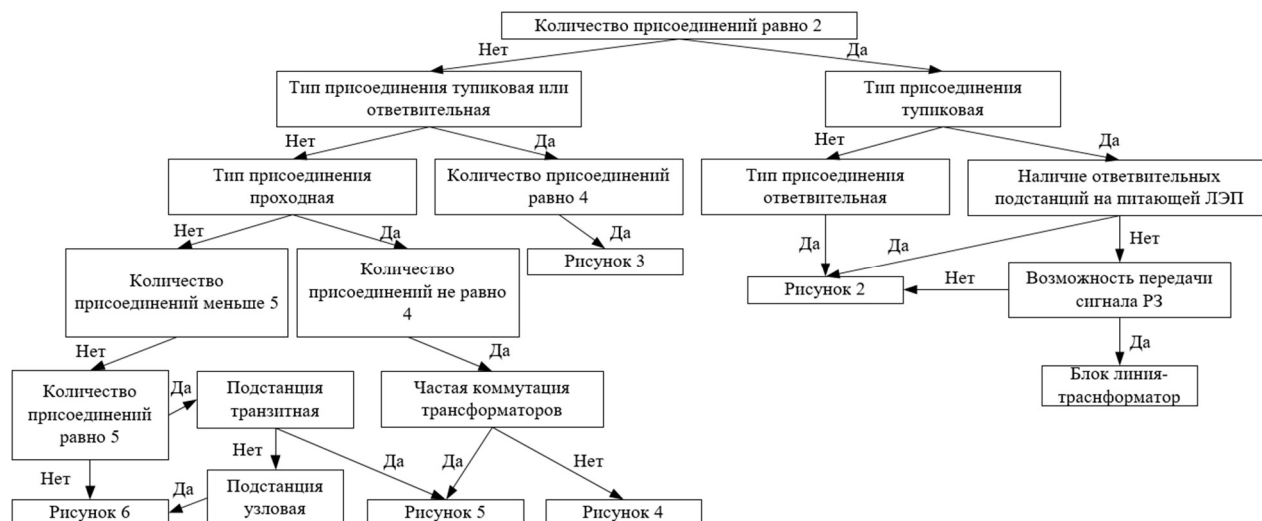 Количество присоединений равно 2
Нет
Да
Тип присоединения тупиковая или
ответвительная
Тип присоединения
тупиковая
Нет
Да
Нет
Да
Тип присоединения
проходная
Количество присоединений
равно 4
Тип присоединения
ответвительная
Наличие ответвительных
подстанций на питающей ЛЭП
Нет
Да
Да
Да
Да
Нет
Рисунок 3
Количество
присоединений меньше 5
Количество
присоединений не равно
4
Рисунок 2
Нет
Возможность передачи
сигнала РЗ
Нет
Да
Да
Количество
присоединений
равно 5
Да
Подстанция
транзитная
Частая коммутация
трансформаторов
Блок линия-
траснформатор
Нет
Нет
Да
Да
Нет
Да
Подстанция
узловая
Рисунок 6
Рисунок 5
Рисунок 4